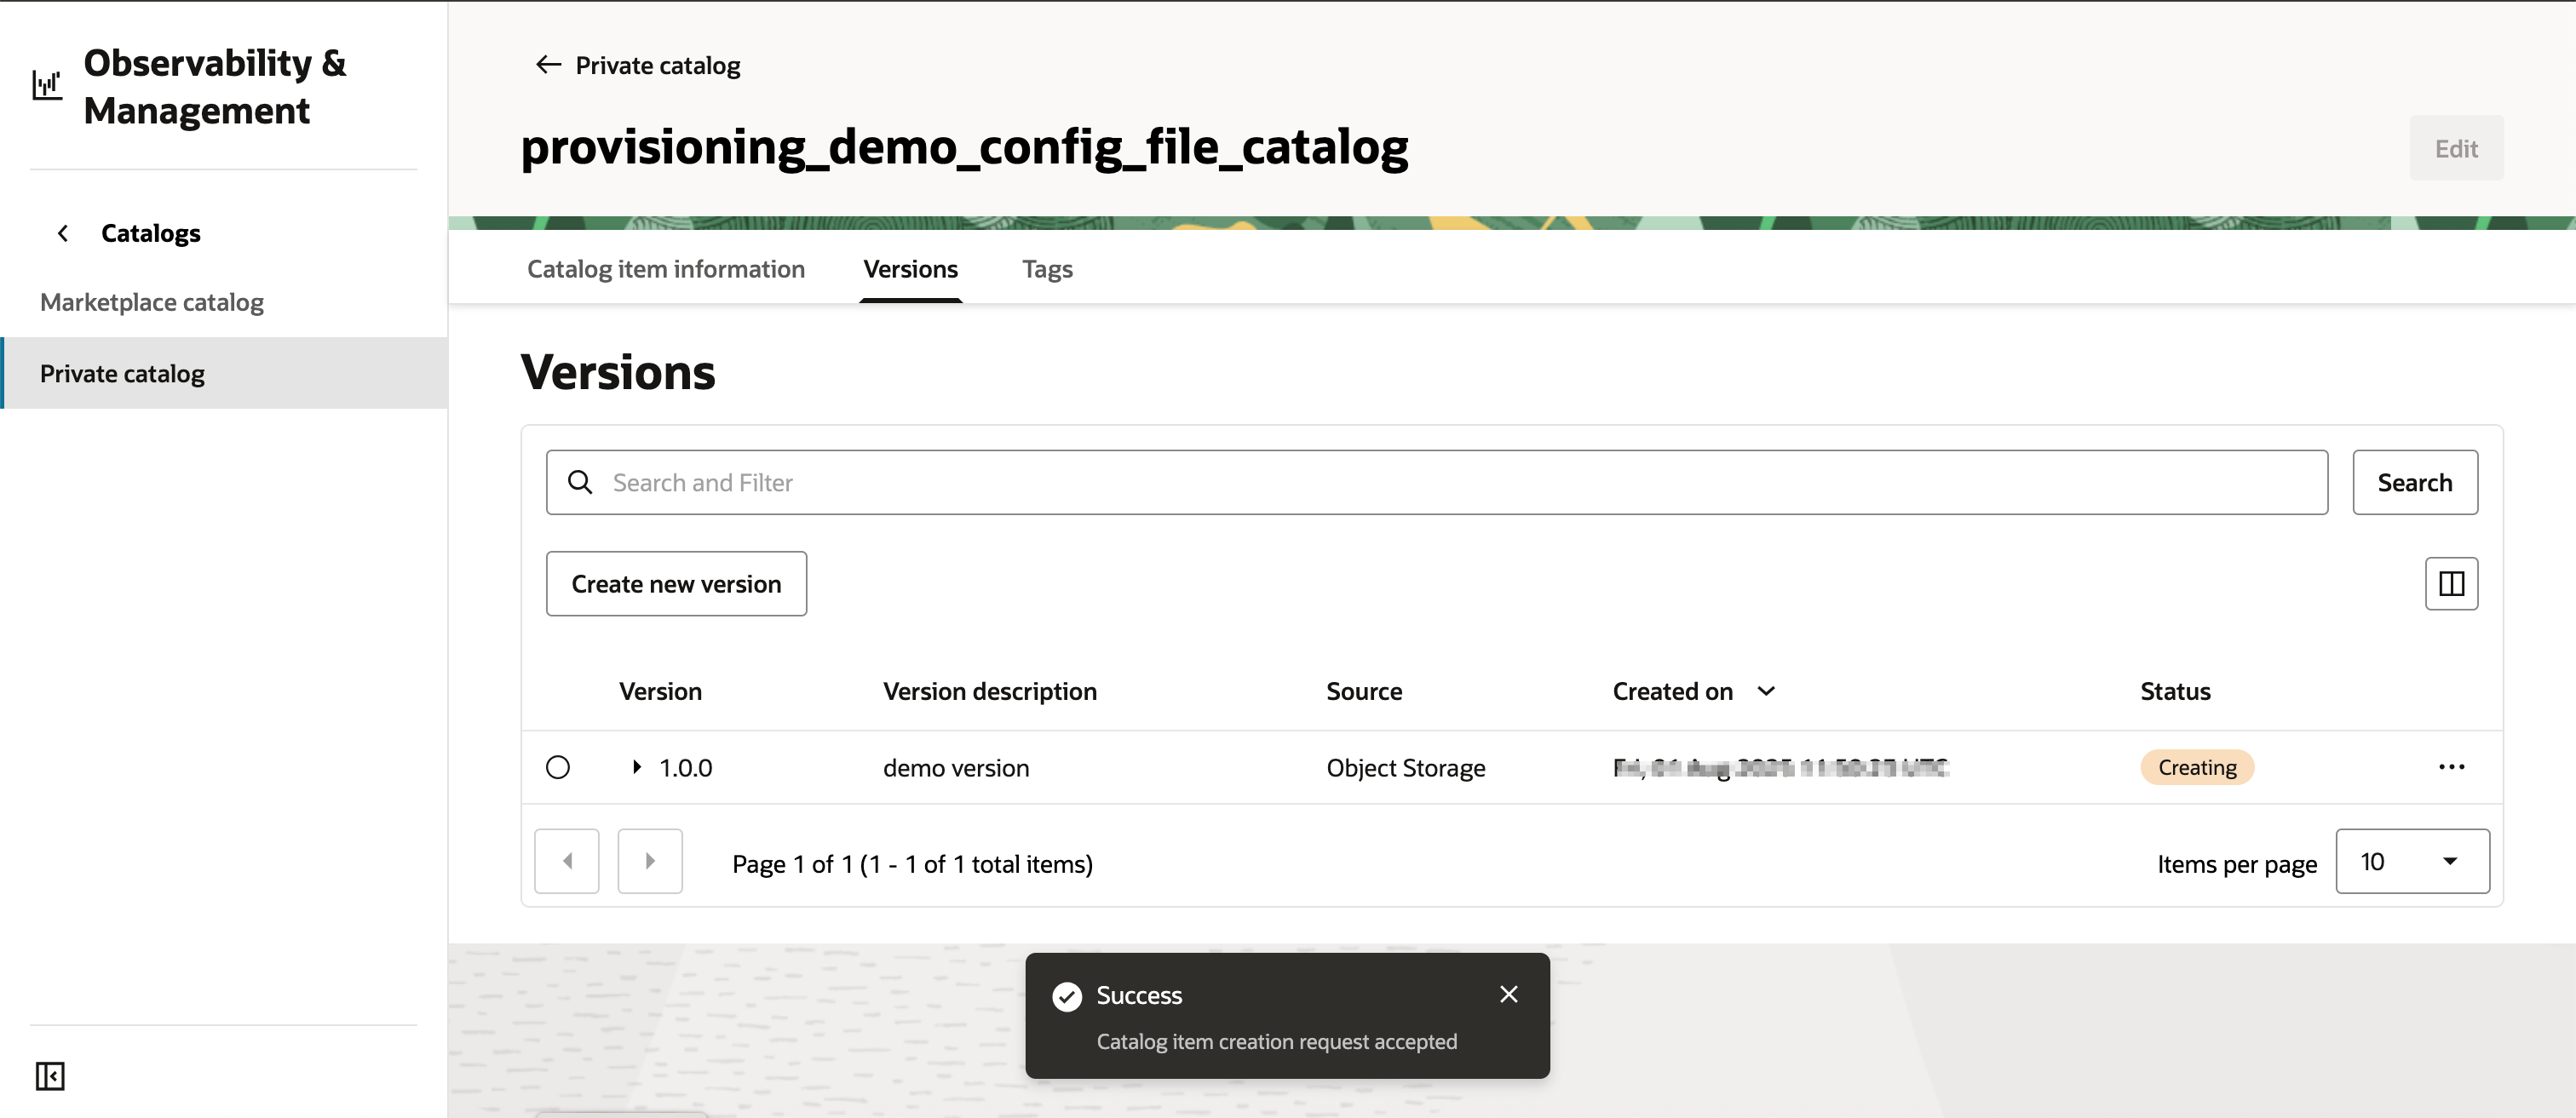 Observability &
Management
Catalogs
Marketplace catalog
Private catalog
Private catalog
provisioning_demo_config_file_catalog
Edit
Catalog item information
Versions
Tags
Versions
Search and Filter
Search
Create new version
Version
Version description
Source
Created on
Status
1.0.0
demo version
Object Storage
Creating
Page 1 of 1 (1 - 1 of 1 total items)
Items per page
10
Success
Catalog item creation request accepted